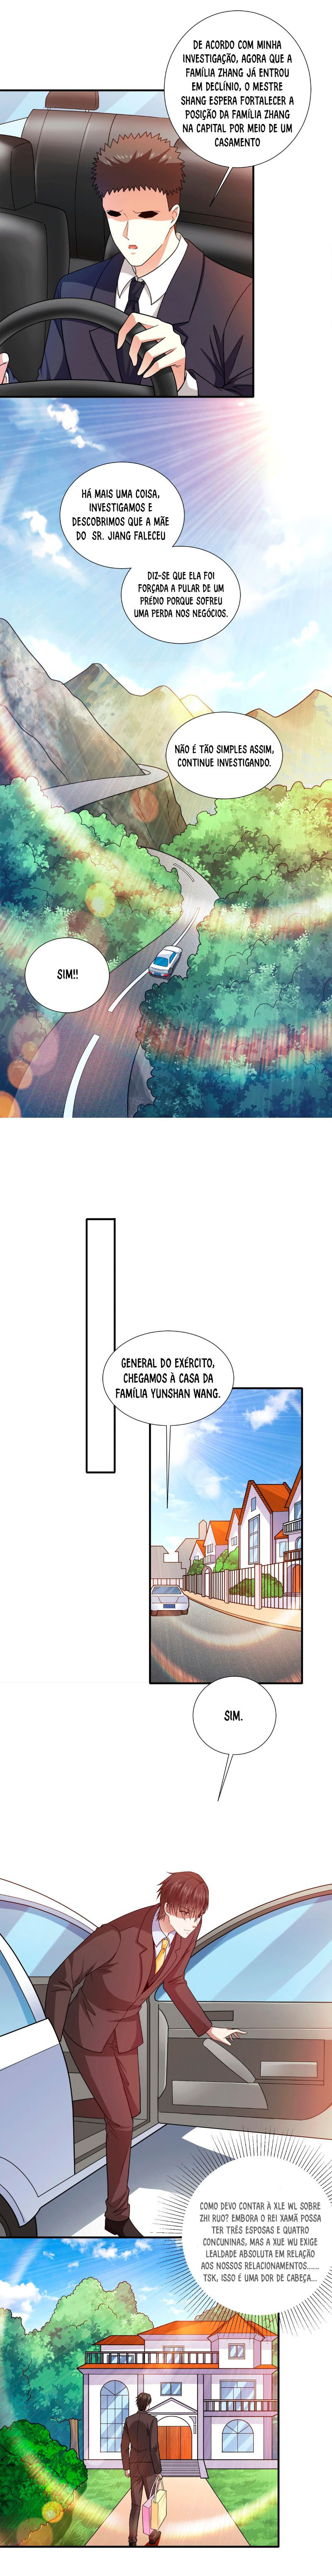 DE ACORDO COM MINHA
INVESTIGAÇÃO, AGORA QUE A
FAMÍLIA ZHANG JÁ ENTROU
EM DECLÍNIO, O MESTRE
SHANG ESPERA FORTALECER A
POSIÇÃO DA FAMÍLIA ZHANG
NA CAPITAL POR MEIO DE UM
CASAMENTO
HÁ MAIS UMA COISA,
INVESTIGAMOS E
DESCOBRIMOS QUE A MÃE
DO SR. JIANG FALECEU
DIZ-SE QUE ELA FOI
FORÇADA A PULAR DE UM
PRÉDIO PORQUE SOFREU
UMA PERDA NOS NEGÓCIOS.
NÃO É TÃO SIMPLES ASSIM,
CONTINUE INVESTIGANDO.
SIM!!
GENERAL DO EXÉRCITO,
CHEGAMOS À CASA DA
FAMÍLIA YUNSHAN WANG.
SIM.
COMO DEVO CONTAR À XLE WL SOBRE
ZHI RUO? EMBORA O REI XAMÃ POSSA
TER TRÊS ESPOSAS E QUATRO
CONCUNINAS, MAS A XUE WU EXIGE
LEALDADE ABSOLUTA EM RELAÇÃO
AOS NOSSOS RELACIONAMENTOS......
TSK, ISSO É UMA DOR DE CABEÇA...